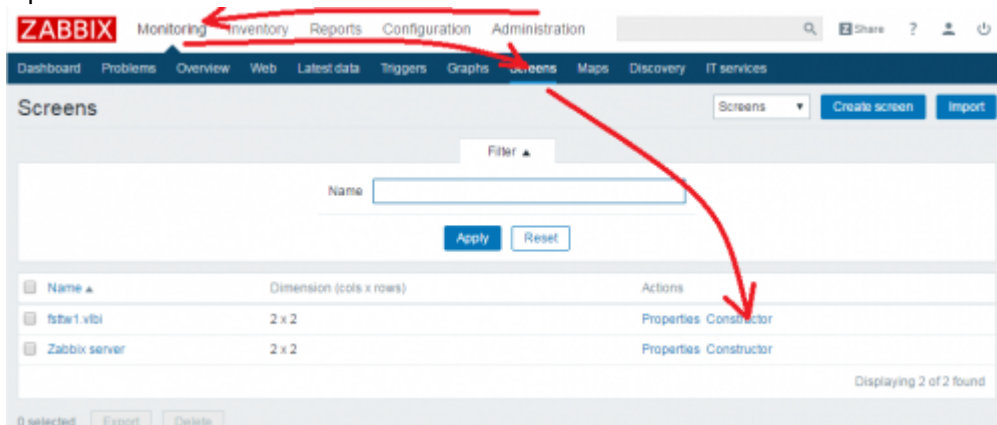 ZABBIX Monitoring Inventory Reports Configuration Administration Share ?
Dashboard Problems Overview Web Latest data Triggers Graphs Screens Maps Discovery IT services
Screens Screens Create screen Import
Filter
Name
Apply Reset
Name Dimension (cols x rows) Actions
2 x 2 Properties Constructor
Zabbix server 2 x 2 Properties Constructor
Displaying 2 of 2 found
0 selected Export Delete